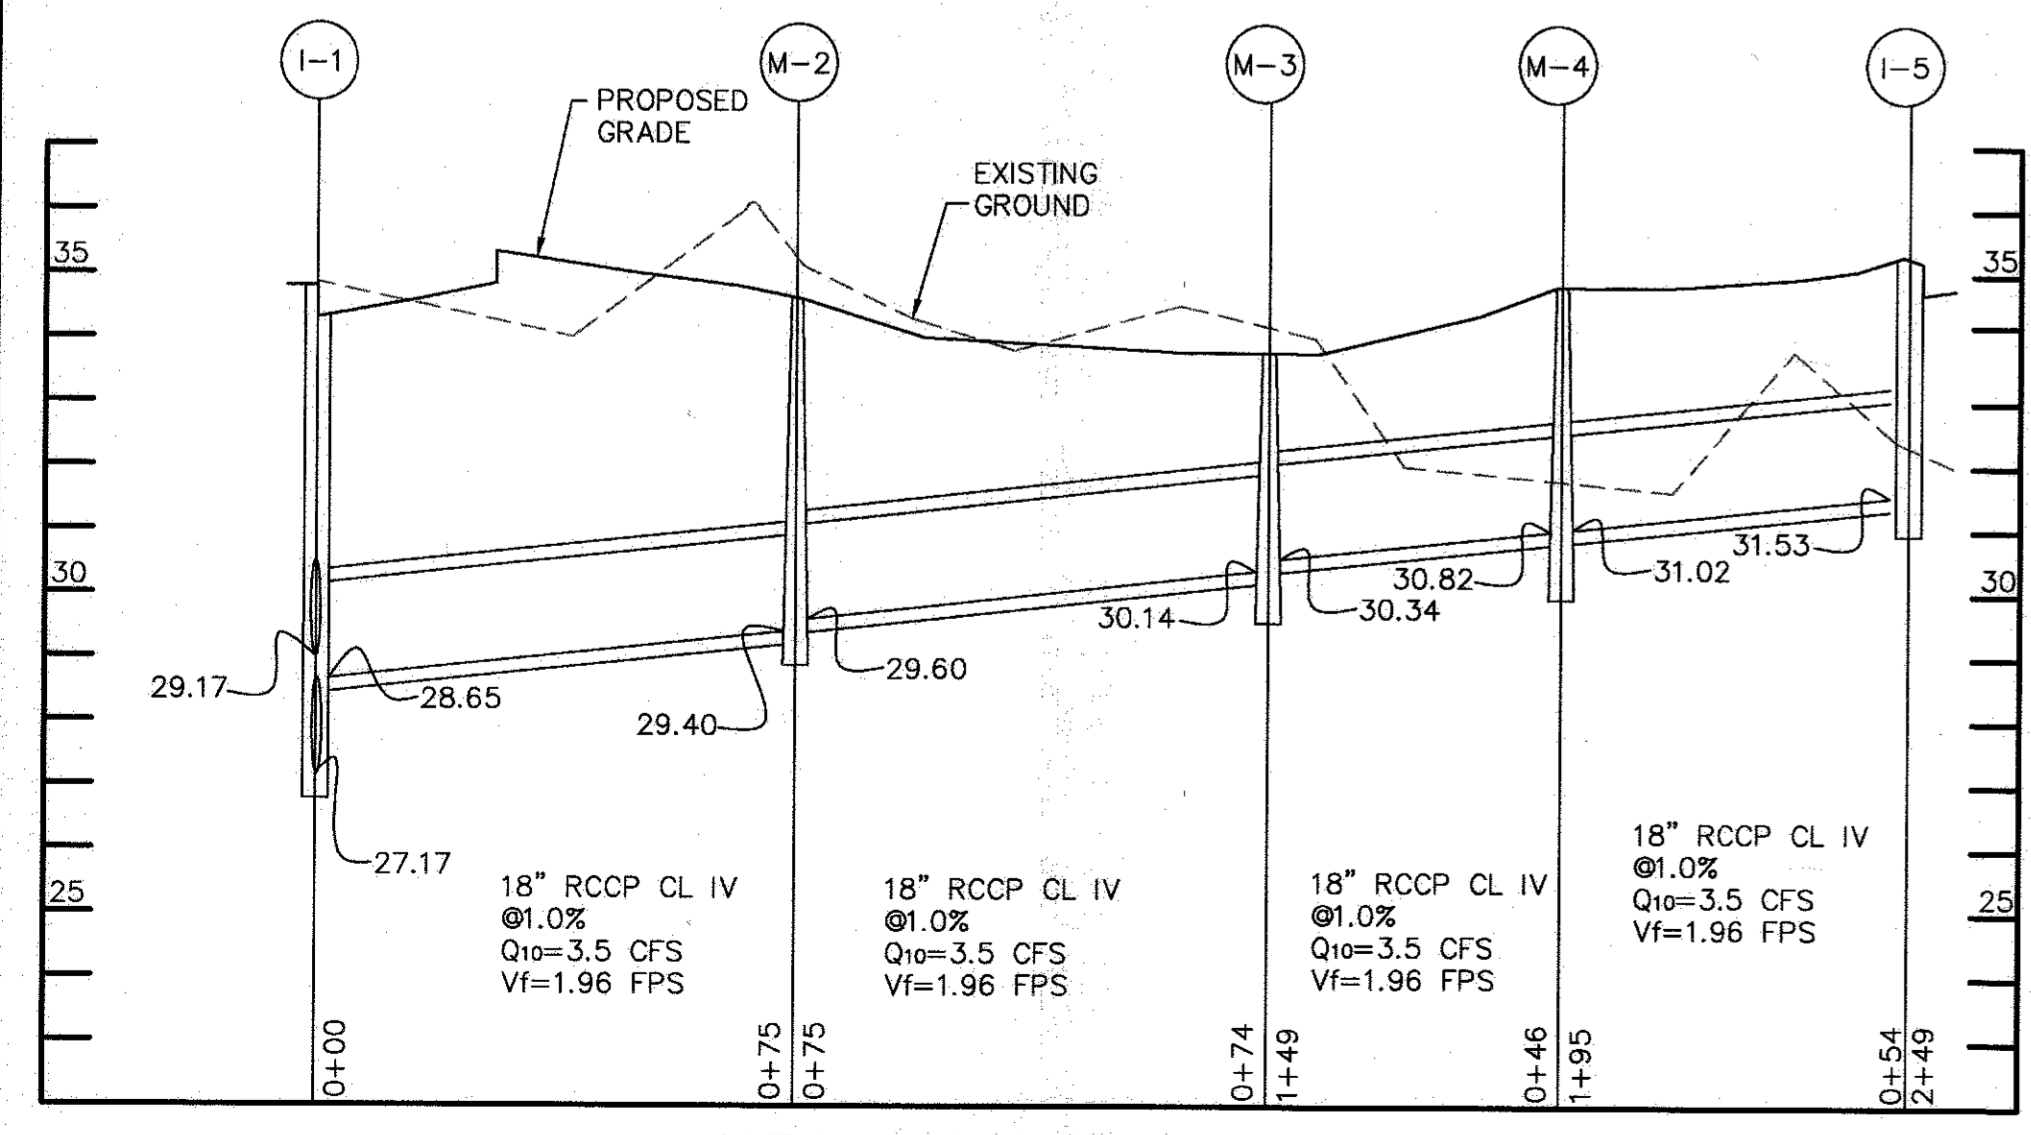 I-1
M-2
M-3
M-4
I-5
PROPOSED
GRADE
EXISTING
GROUND
35
35
30
30
29.17
28.65
29.40
29.60
30.14
30.34
30.82
31.02
31.53
27.17
25
25
18" RCCP CL IV
@1.0%
Q10=3.5 CFS
Vf=1.96 FPS
18" RCCP CL IV
@1.0%
Q10=3.5 CFS
Vf=1.96 FPS
18" RCCP CL IV
@1.0%
Q10=3.5 CFS
Vf=1.96 FPS
18" RCCP CL IV
@1.0%
Q10=3.5 CFS
Vf=1.96 FPS
0+00
0+75
0+75
0+74
1+49
0+46
1+95
0+54
2+49